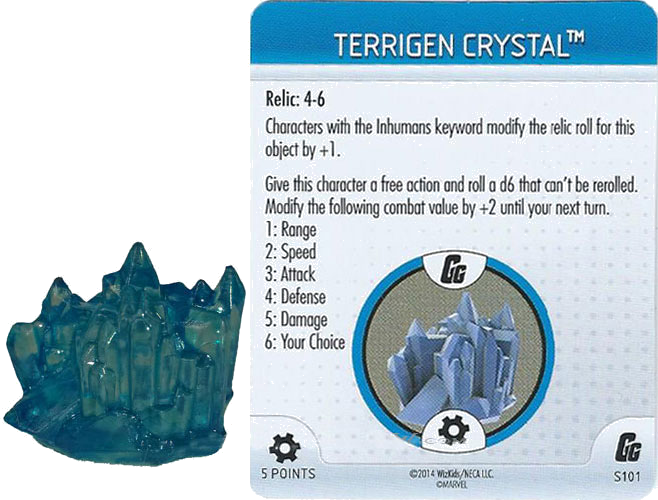 TERRIGEN CRYSTAL™
Relic: 4-6
Characters with the Inhumans keyword modify the relic roll for this
object by +1.
Give this character a free action and roll a d6 that can't be rerolled.
Modify the following combat value by +2 until your next turn.
1: Range
2: Speed
3: Attack
4: Defense
5: Damage
6: Your Choice
GG
5 POINTS
©2014 WizKids/NECA LLC.
©MARVEL
GG
S101